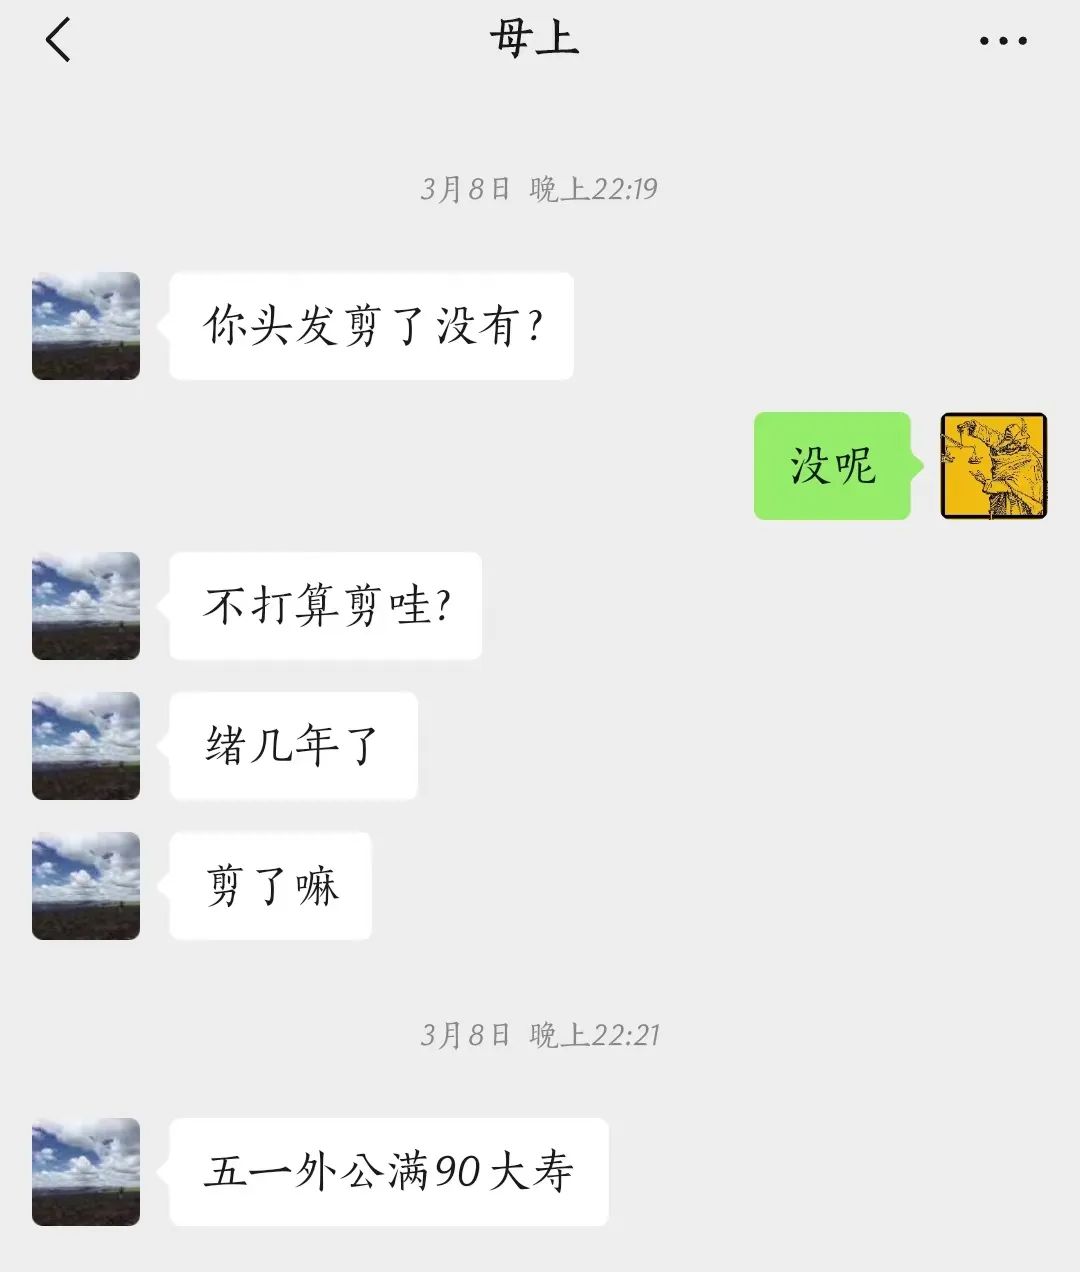 母上
3月8日 晚上22:19
你头发剪了没有?
没呢
不打算剪哇?
绪几年了
剪了嘛
3月8日 晚上22:21
五一外公满90大寿